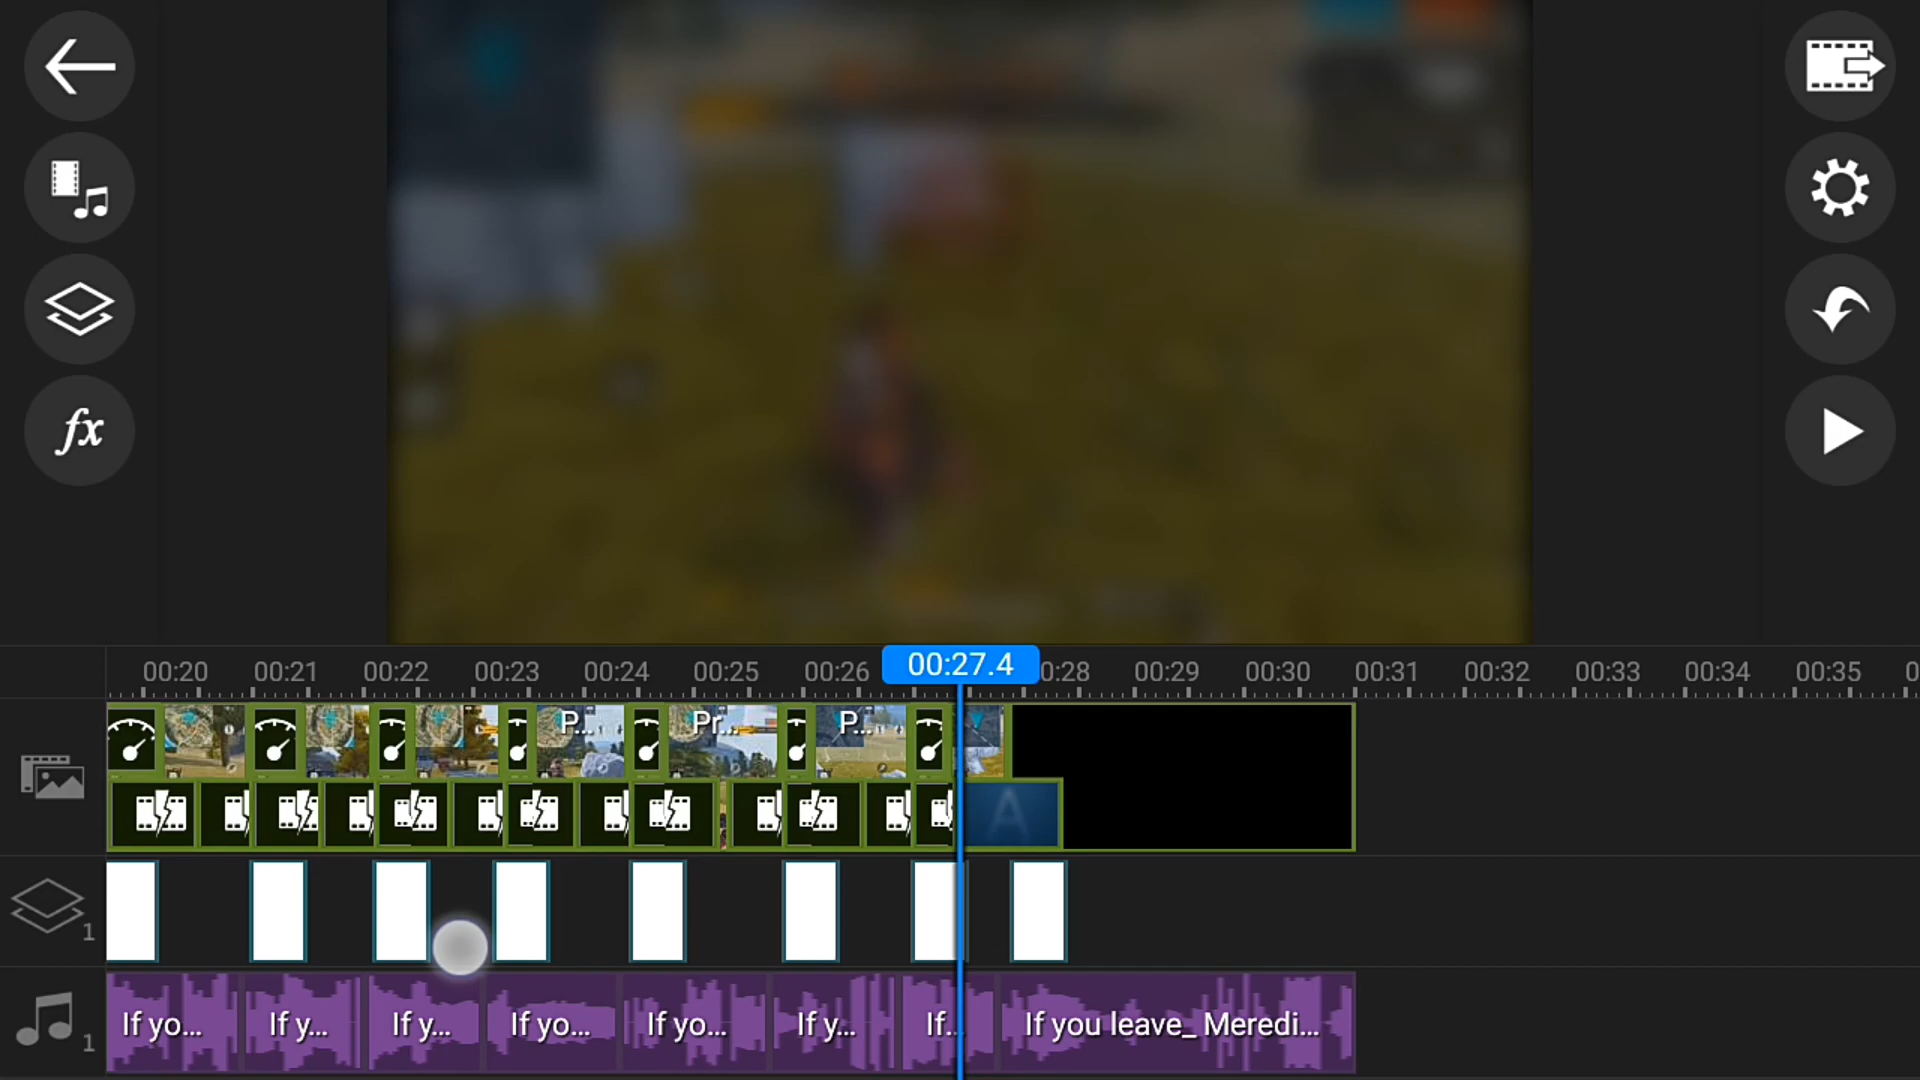 fx
00:20 00:21 00:22 00:23 00:24 00:25 00:26 00:27.4 00:28 00:29 00:30 00:31 00:32 00:33 00:34 00:35 0
P... Pr... P...
A
1
If yo... If y... If y... If yo... If yo... If y... If... If you leave_ Meredi...
1